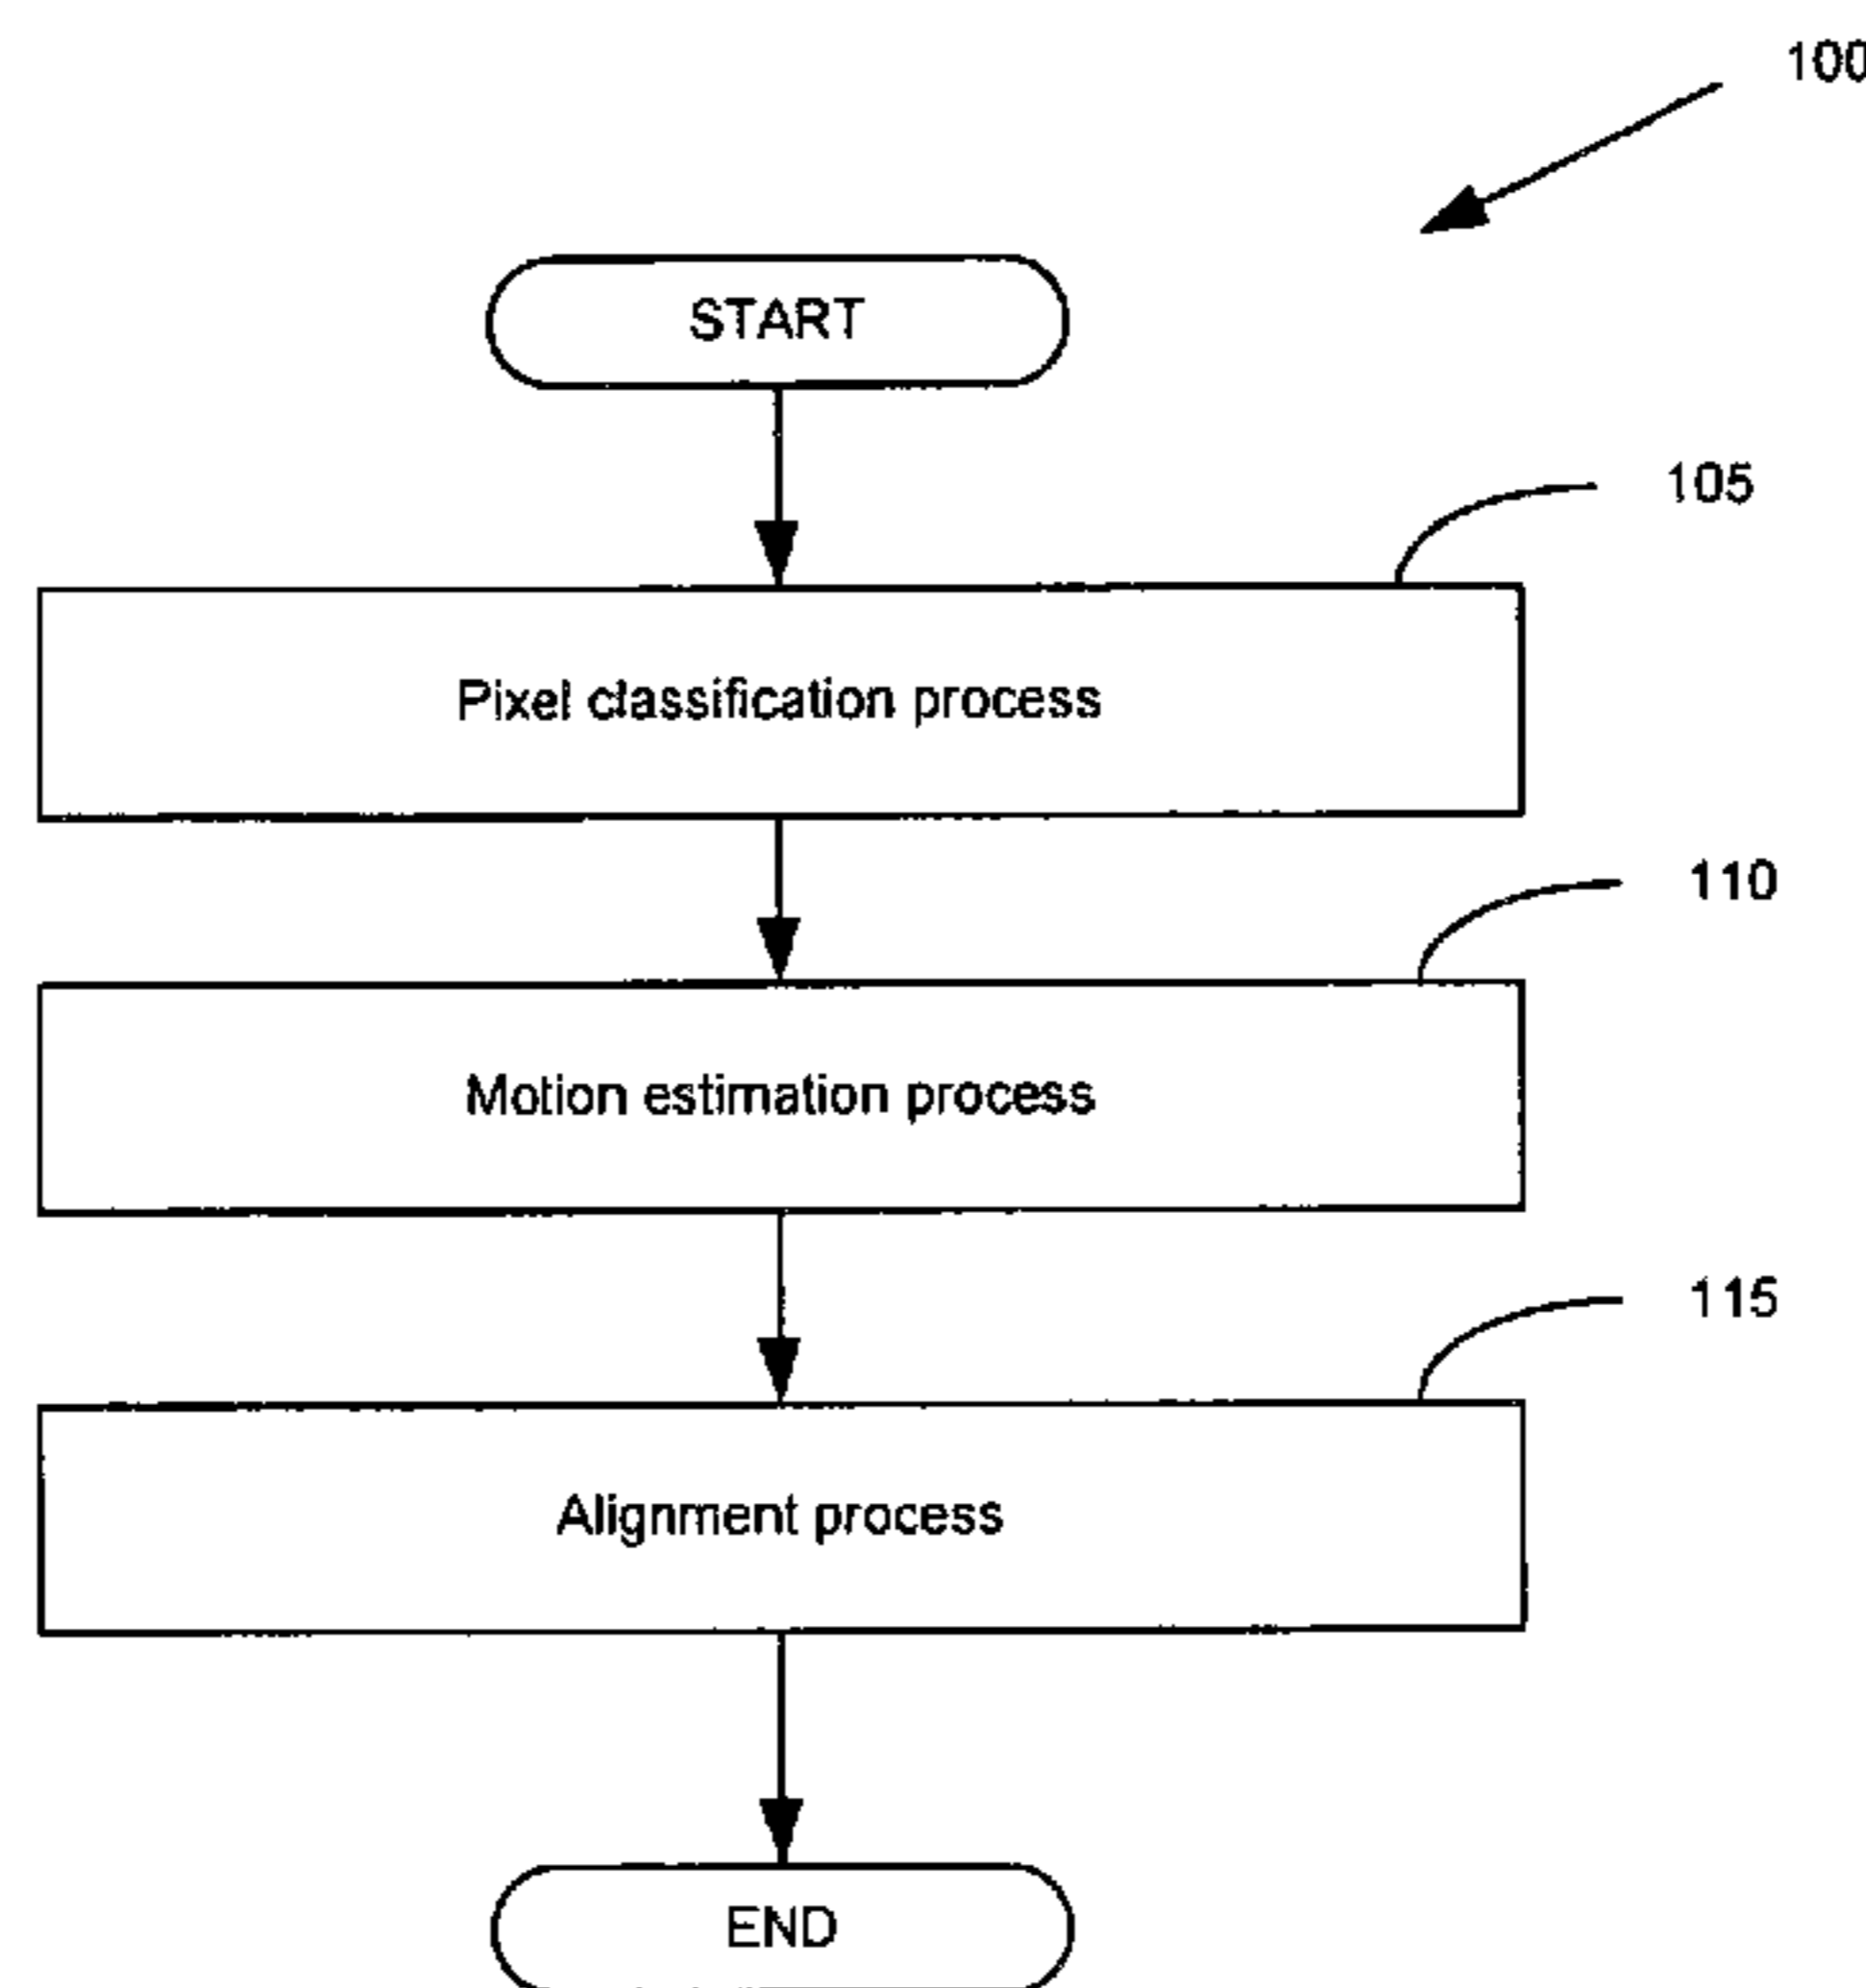 100
START
105
Pixel classification process
110
Motion estimation process
115
Alignment process
END